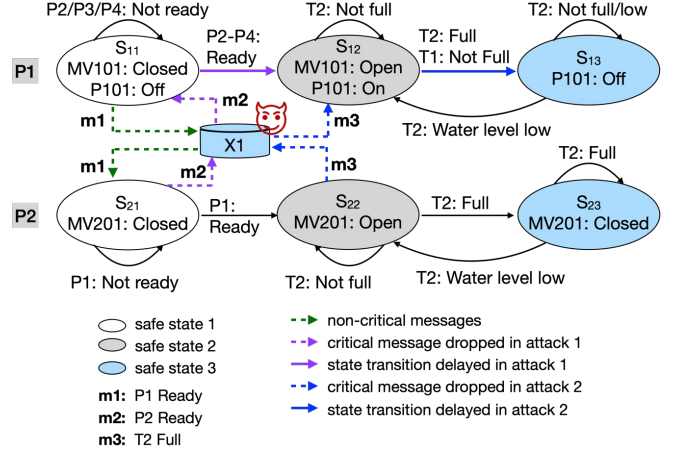 P2/P3/P4: Not ready
T2: Not full
T2: Not full/low
P1
S11
MV101: Closed
P101: Off
P2-P4:
Ready
S12
MV101: Open
P101: On
T2: Full
T1: Not Full
S13
P101: Off
m1
m2
m3
T2: Water level low
X1
m1
m2
m3
T2: Full
P2
S21
MV201: Closed
P1:
Ready
S22
MV201: Open
T2: Full
S23
MV201: Closed
P1: Not ready
T2: Not full
T2: Water level low
safe state 1
safe state 2
safe state 3
m1: P1 Ready
m2: P2 Ready
m3: T2 Full
non-critical messages
critical message dropped in attack 1
state transition delayed in attack 1
critical message dropped in attack 2
state transition delayed in attack 2